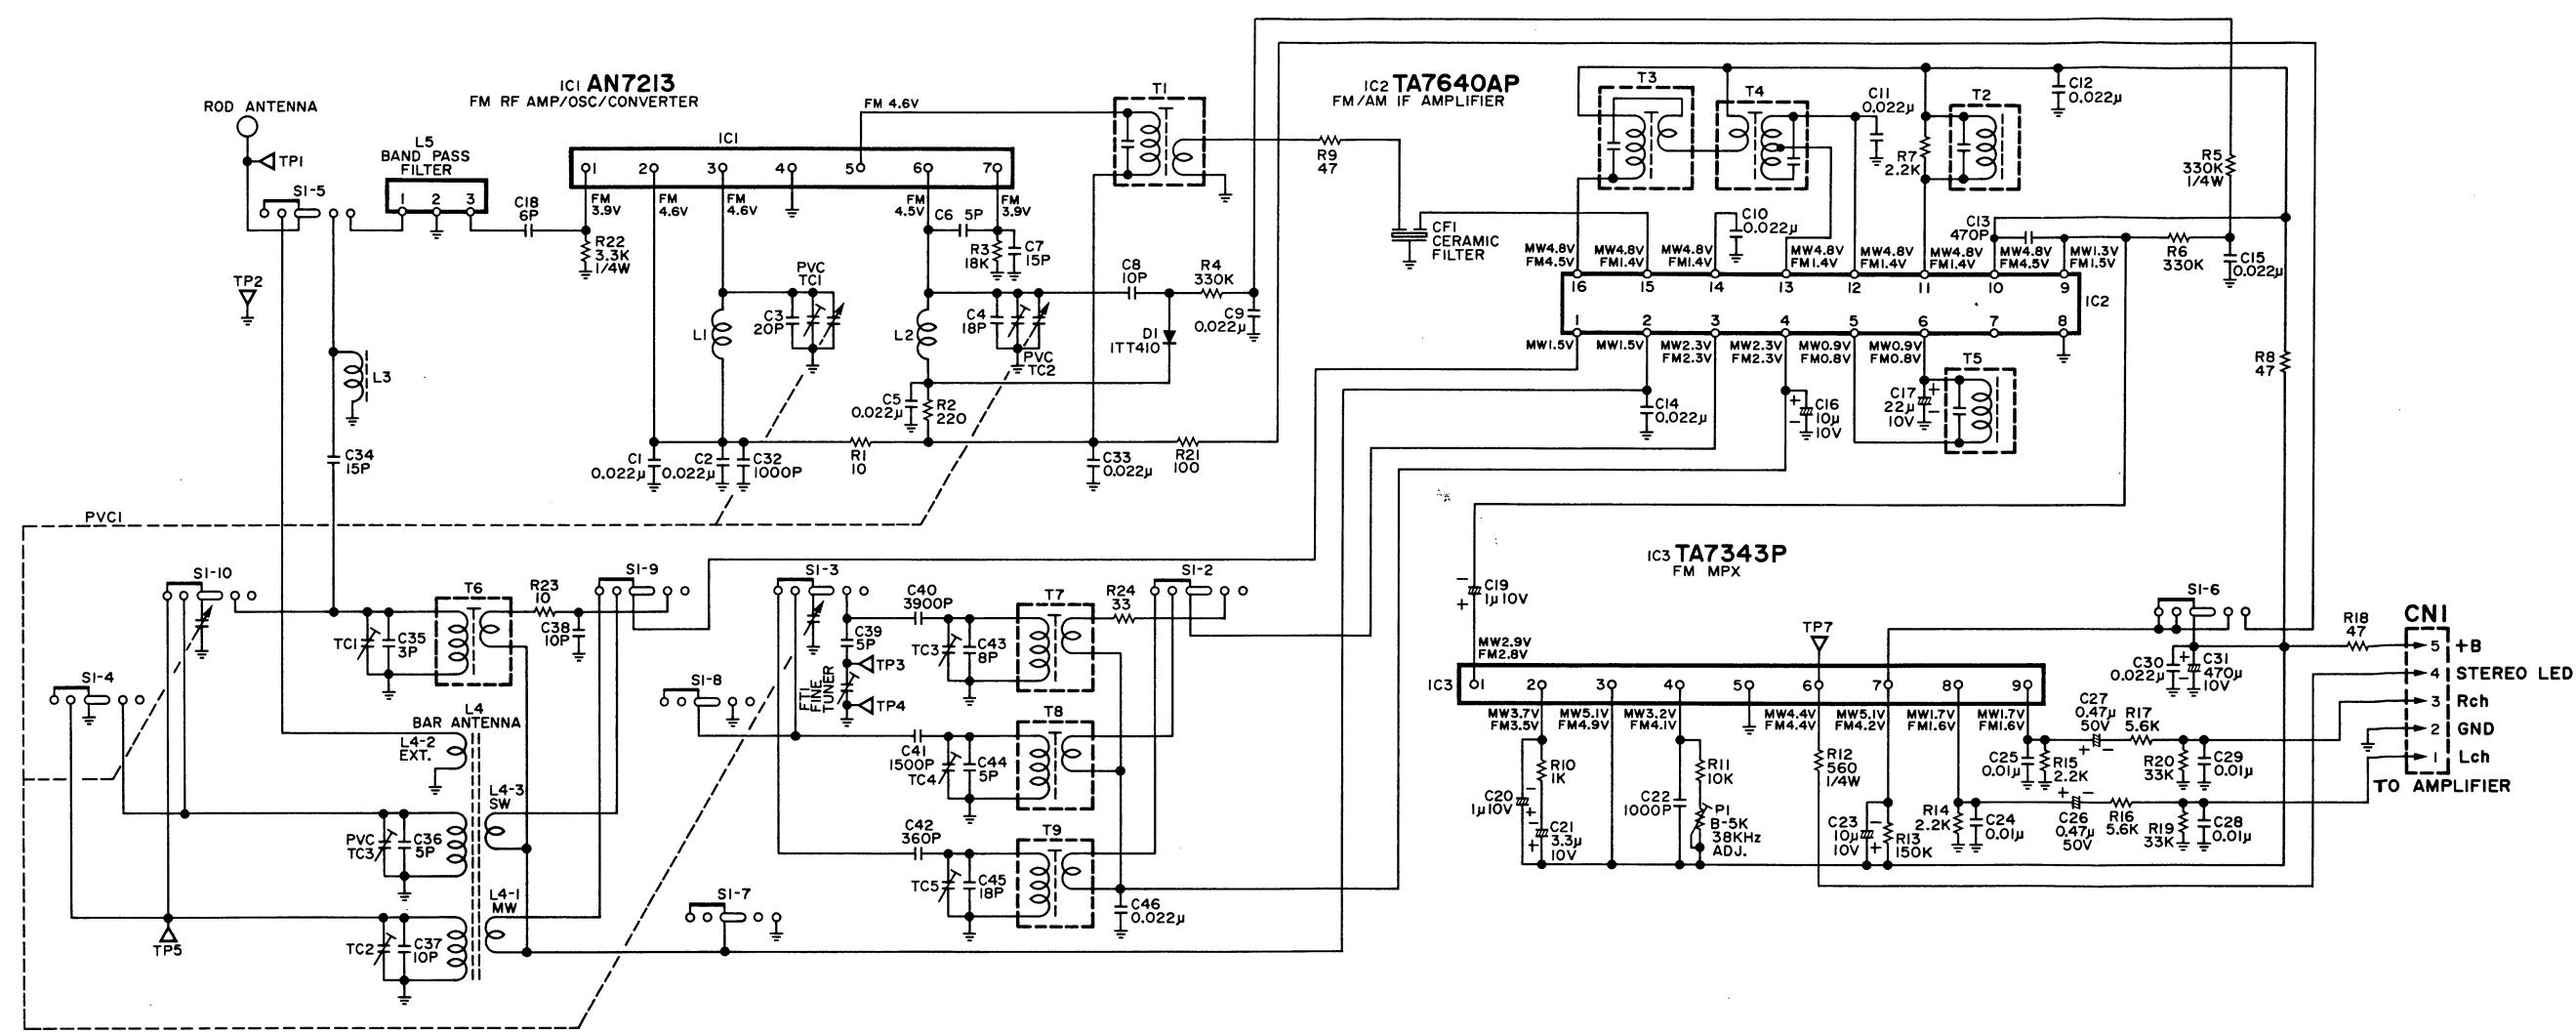 IC1 AN7213
FM RF AMP/OSC/CONVERTER
IC2 TA7640AP
FM/AM IF AMPLIFIER
IC3 TA7343P
FM MPX
ROD ANTENNA
TP1
S1-5
L5
BAND PASS
FILTER
1 2 3
C18
6P
IC1
1 2 3 4 5 6 7
FM 4.6V
FM
3.9V
FM
4.6V
FM
4.6V
FM
4.5V
FM
3.9V
R22
3.3K
1/4W
C6 5P
R3
18K
C7
15P
PVC
TC1
C3
20P
L1
L2
C4
18P
PVC
TC2
C8
10P
R4
330K
D1
1TT410
C9
0.022µ
C5
0.022µ
R2
220
C1
0.022µ
C2
0.022µ
C32
1000P
R1
10
C33
0.022µ
R21
100
T1
R9
47
CF1
CERAMIC
FILTER
T3
T4
C11
0.022µ
R7
2.2K
T2
C12
0.022µ
R5
330K
1/4W
C10
0.022µ
C13
470P
R6
330K
C15
0.022µ
MW4.8V
FM4.5V
MW4.8V
FM1.4V
MW4.8V
FM1.4V
MW4.8V
FM1.4V
MW4.8V
FM1.4V
MW4.8V
FM1.4V
MW4.8V
FM4.5V
MW1.3V
FM1.5V
16 15 14 13 12 11 10 9
IC2
1 2 3 4 5 6 7 8
MW1.5V
MW1.5V
MW2.3V
FM2.3V
MW2.3V
FM2.3V
MW0.9V
FM0.8V
MW0.9V
FM0.8V
T5
R8
47
C14
0.022µ
C16
10µ
10V
C17
22µ
10V
TP2
L3
C34
15P
PVC1
S1-10
T6
R23
10
S1-9
TC1
C35
3P
C38
10P
S1-4
L4
BAR ANTENNA
L4-2
EXT.
L4-3
SW
PVC
TC3
C36
5P
L4-1
MW
TC2
C37
10P
TP5
S1-3
C40
3900P
T7
R24
33
S1-2
C39
5P
TP3
TC3
C43
8P
FT1
FINE
TUNER
TP4
S1-8
T8
C41
1500P
TC4
C44
5P
C42
360P
T9
TC5
C45
18P
C46
0.022µ
S1-7
C19
1µ10V
MW2.9V
FM2.8V
TP7
S1-6
R18
47
CN1
C30
0.022µ
C31
470µ
10V
5 +B
4 STEREO LED
3 Rch
2 GND
1 Lch
TO AMPLIFIER
IC3
1 2 3 4 5 6 7 8 9
MW3.7V
FM3.5V
MW5.1V
FM4.9V
MW3.2V
FM4.1V
MW4.4V
FM4.4V
MW5.1V
FM4.2V
MW1.7V
FM1.6V
MW1.7V
FM1.6V
R10
1K
C20
1µ10V
C21
3.3µ
10V
R11
10K
C22
1000P
P1
B-5K
38KHz
ADJ.
R12
560
1/4W
C23
10µ
10V
R13
150K
R14
2.2K
C24
0.01µ
C25
0.01µ
R15
2.2K
C27
0.47µ
50V
R17
5.6K
R20
33K
C29
0.01µ
C26
0.47µ
50V
R16
5.6K
R19
33K
C28
0.01µ